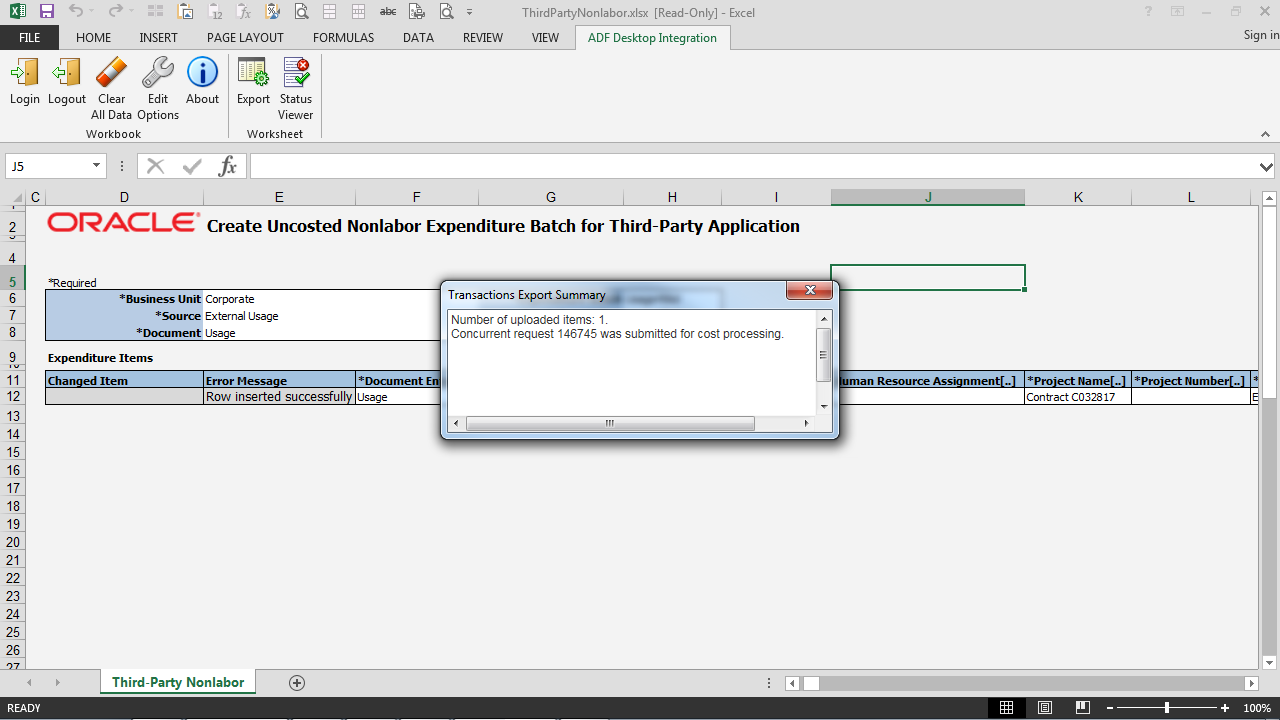 ThirdPartyNonlabor.xlsx [Read-Only] - Excel
FILE HOME INSERT PAGE LAYOUT FORMULAS DATA REVIEW VIEW ADF Desktop Integration Sign in
Login Logout Clear All Data Edit Options About Export Status Viewer
Workbook Worksheet
J5 fx
C D E F G H I J K L
2 ORACLE Create Uncosted Nonlabor Expenditure Batch for Third-Party Application
4
5 *Required
6 *Business Unit Corporate
7 *Source External Usage
8 *Document Usage
Transactions Export Summary
Number of uploaded items: 1.
Concurrent request 146745 was submitted for cost processing.
9 Expenditure Items
11 Changed Item Error Message *Document En Human Resource Assignment[..] *Project Name[..] *Project Number[..] *
12 Row inserted successfully Usage Contract C032817 E
13
14
15
16
17
18
19
20
21
22
23
24
25
26
27
Third-Party Nonlabor
READY 100%